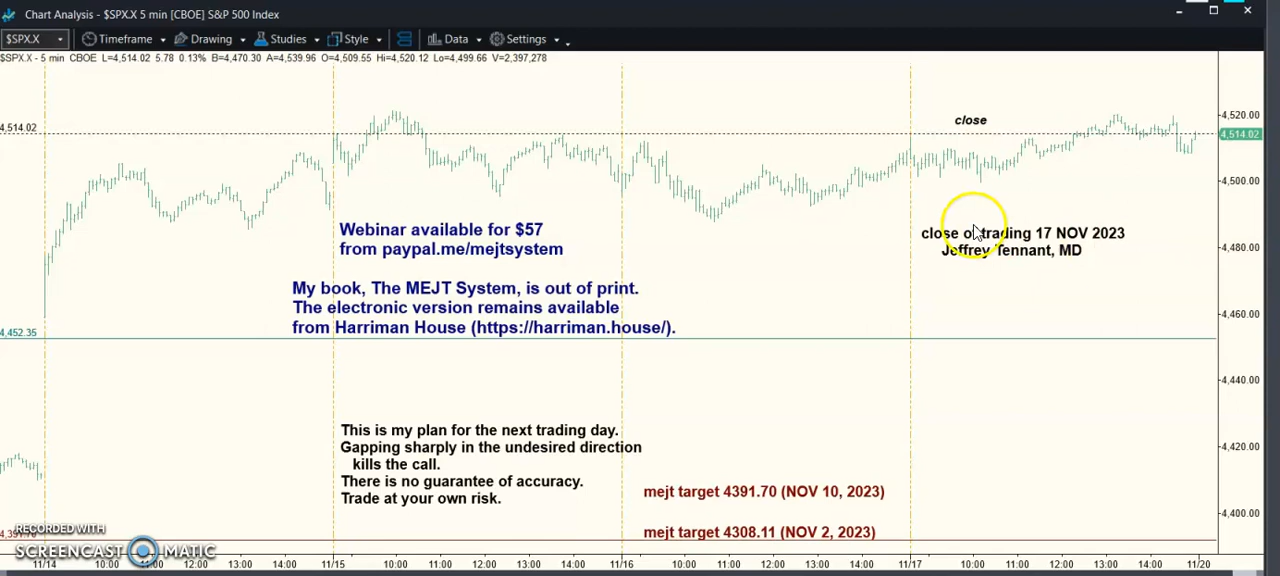 Chart Analysis - $SPX.X 5 min [CBOE] S&P 500 Index
$SPX.X Timeframe Drawing Studies Style Data Settings
$SPX.X - 5 min CBOE L=4,514.02 5.78 0.13% B=4,470.30 A=4,539.96 O=4,509.55 Hi=4,520.12 Lo=4,499.66 V=2,397,278
close
4,520.00
4,514.02
4,514.02
4,500.00
Webinar available for $57
from paypal.me/mejtsystem
close of trading 17 NOV 2023
Jeffrey Tennant, MD
4,480.00
My book, The MEJT System, is out of print.
The electronic version remains available
from Harriman House (https://harriman.house/).
4,460.00
4,452.35
4,440.00
This is my plan for the next trading day.
Gapping sharply in the undesired direction
kills the call.
There is no guarantee of accuracy.
Trade at your own risk.
4,420.00
mejt target 4391.70 (NOV 10, 2023)
4,400.00
mejt target 4308.11 (NOV 2, 2023)
RECORDED WITH
SCREENCAST MATIC
11/14 10:00 11:00 12:00 13:00 14:00 11/15 10:00 11:00 12:00 13:00 14:00 11/16 10:00 11:00 12:00 13:00 14:00 11/17 10:00 11:00 12:00 13:00 14:00 11/20